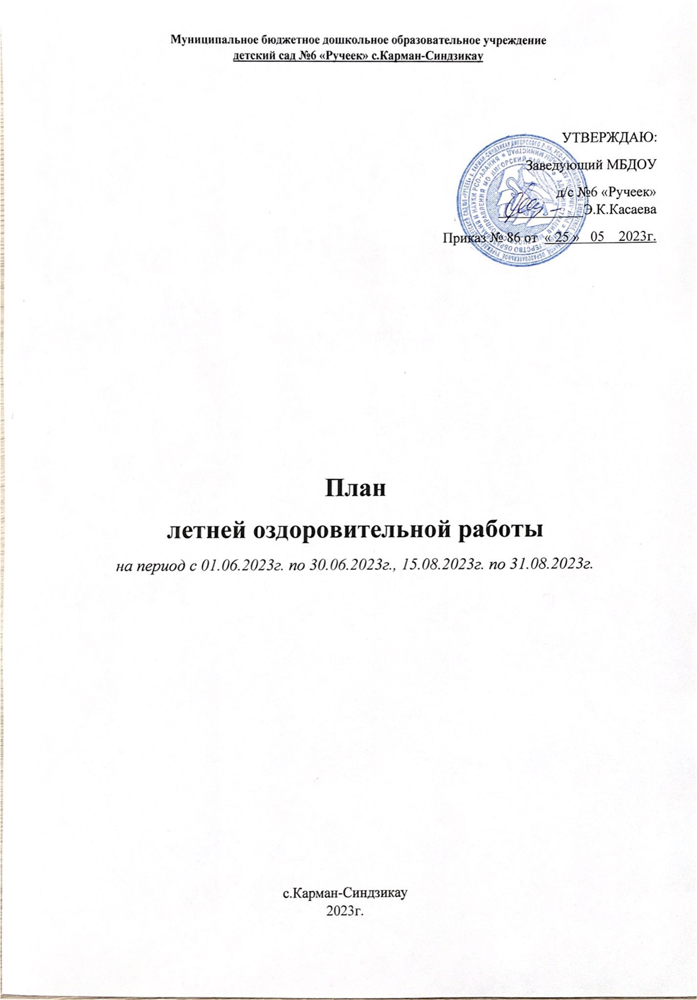 Муниципальное бюджетное дошкольное образовательное учреждение
детский сад №6 «Ручеек» с.Карман-Синдзикау
УТВЕРЖДАЮ:
Заведующий МБДОУ
д/с №6 «Ручеек»
Э.К.Касаева
Приказ № 86 от « 25 » 05 2023г.
План
летней оздоровительной работы
на период с 01.06.2023г. по 30.06.2023г., 15.08.2023г. по 31.08.2023г.
с.Карман-Синдзикау
2023г.